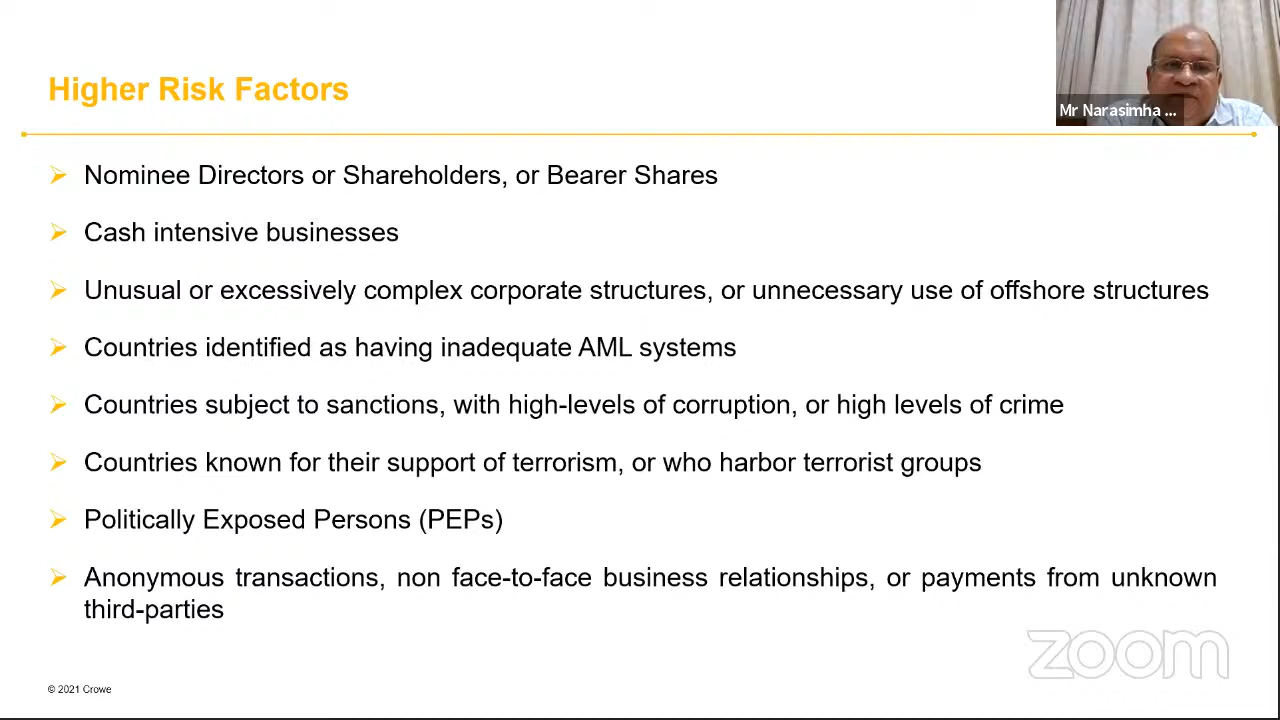 Higher Risk Factors
Mr Narasimha ...
Nominee Directors or Shareholders, or Bearer Shares
Cash intensive businesses
Unusual or excessively complex corporate structures, or unnecessary use of offshore structures
Countries identified as having inadequate AML systems
Countries subject to sanctions, with high-levels of corruption, or high levels of crime
Countries known for their support of terrorism, or who harbor terrorist groups
Politically Exposed Persons (PEPs)
Anonymous transactions, non face-to-face business relationships, or payments from unknown
third-parties
zoom
© 2021 Crowe